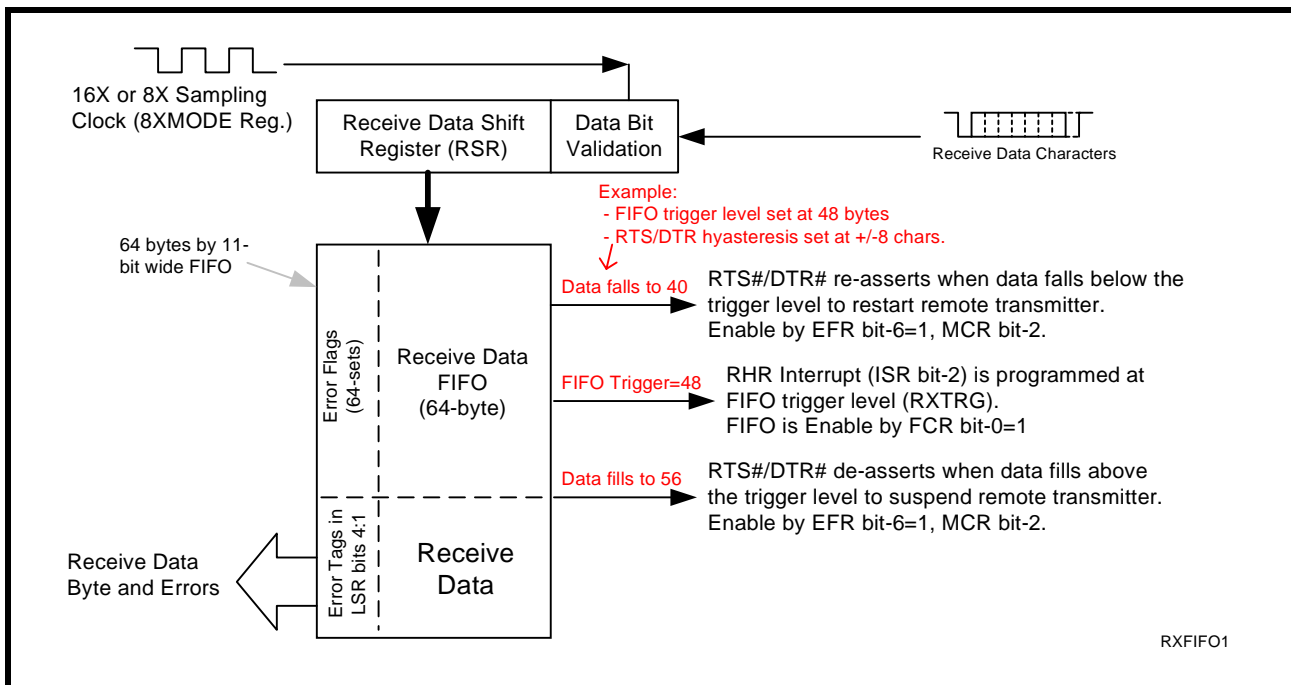 16X or 8X Sampling
Clock (8XMODE Reg.)
Receive Data Shift
Register (RSR)
Data Bit
Validation
Receive Data Characters
Example:
- FIFO trigger level set at 48 bytes
- RTS/DTR hyasteresis set at +/-8 chars.
64 bytes by 11-
bit wide FIFO
Error Flags
(64-sets)
Receive Data
FIFO
(64-byte)
Data falls to 40
RTS#/DTR# re-asserts when data falls below the
trigger level to restart remote transmitter.
Enable by EFR bit-6=1, MCR bit-2.
FIFO Trigger=48
RHR Interrupt (ISR bit-2) is programmed at
FIFO trigger level (RXTRG).
FIFO is Enable by FCR bit-0=1
Data fills to 56
RTS#/DTR# de-asserts when data fills above
the trigger level to suspend remote transmitter.
Enable by EFR bit-6=1, MCR bit-2.
Error Tags in
LSR bits 4:1
Receive
Data
Receive Data
Byte and Errors
RXFIFO1